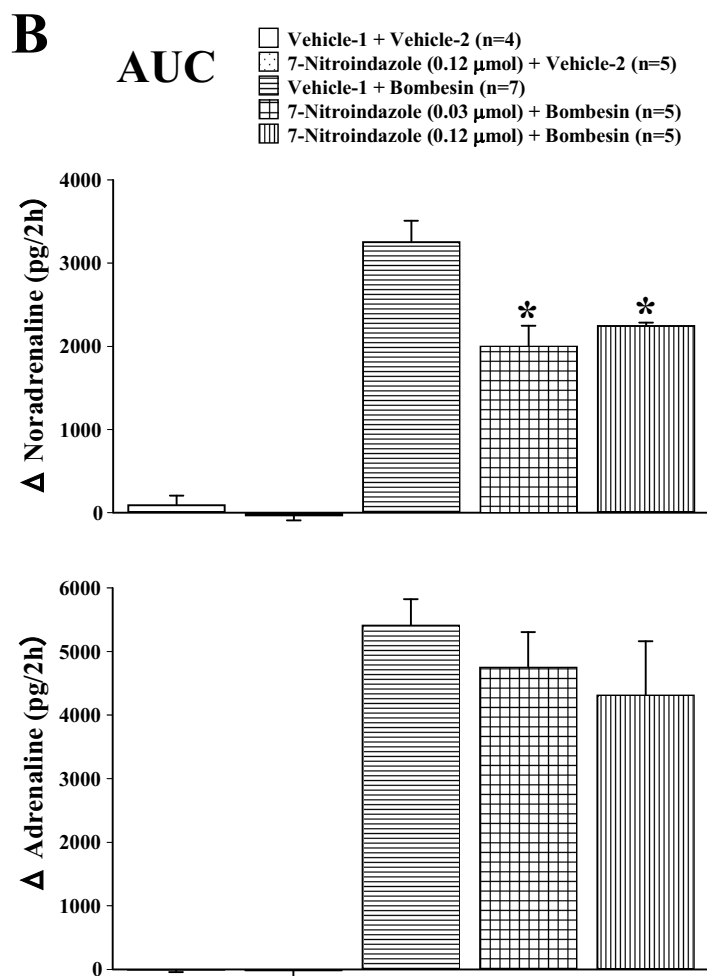 B
AUC
Vehicle-1 + Vehicle-2 (n=4)
7-Nitroindazole (0.12 μmol) + Vehicle-2 (n=5)
Vehicle-1 + Bombesin (n=7)
7-Nitroindazole (0.03 μmol) + Bombesin (n=5)
7-Nitroindazole (0.12 μmol) + Bombesin (n=5)
Δ Noradrenaline (pg/2h)
4000
3000
2000
1000
0
*
*
Δ Adrenaline (pg/2h)
6000
5000
4000
3000
2000
1000
0